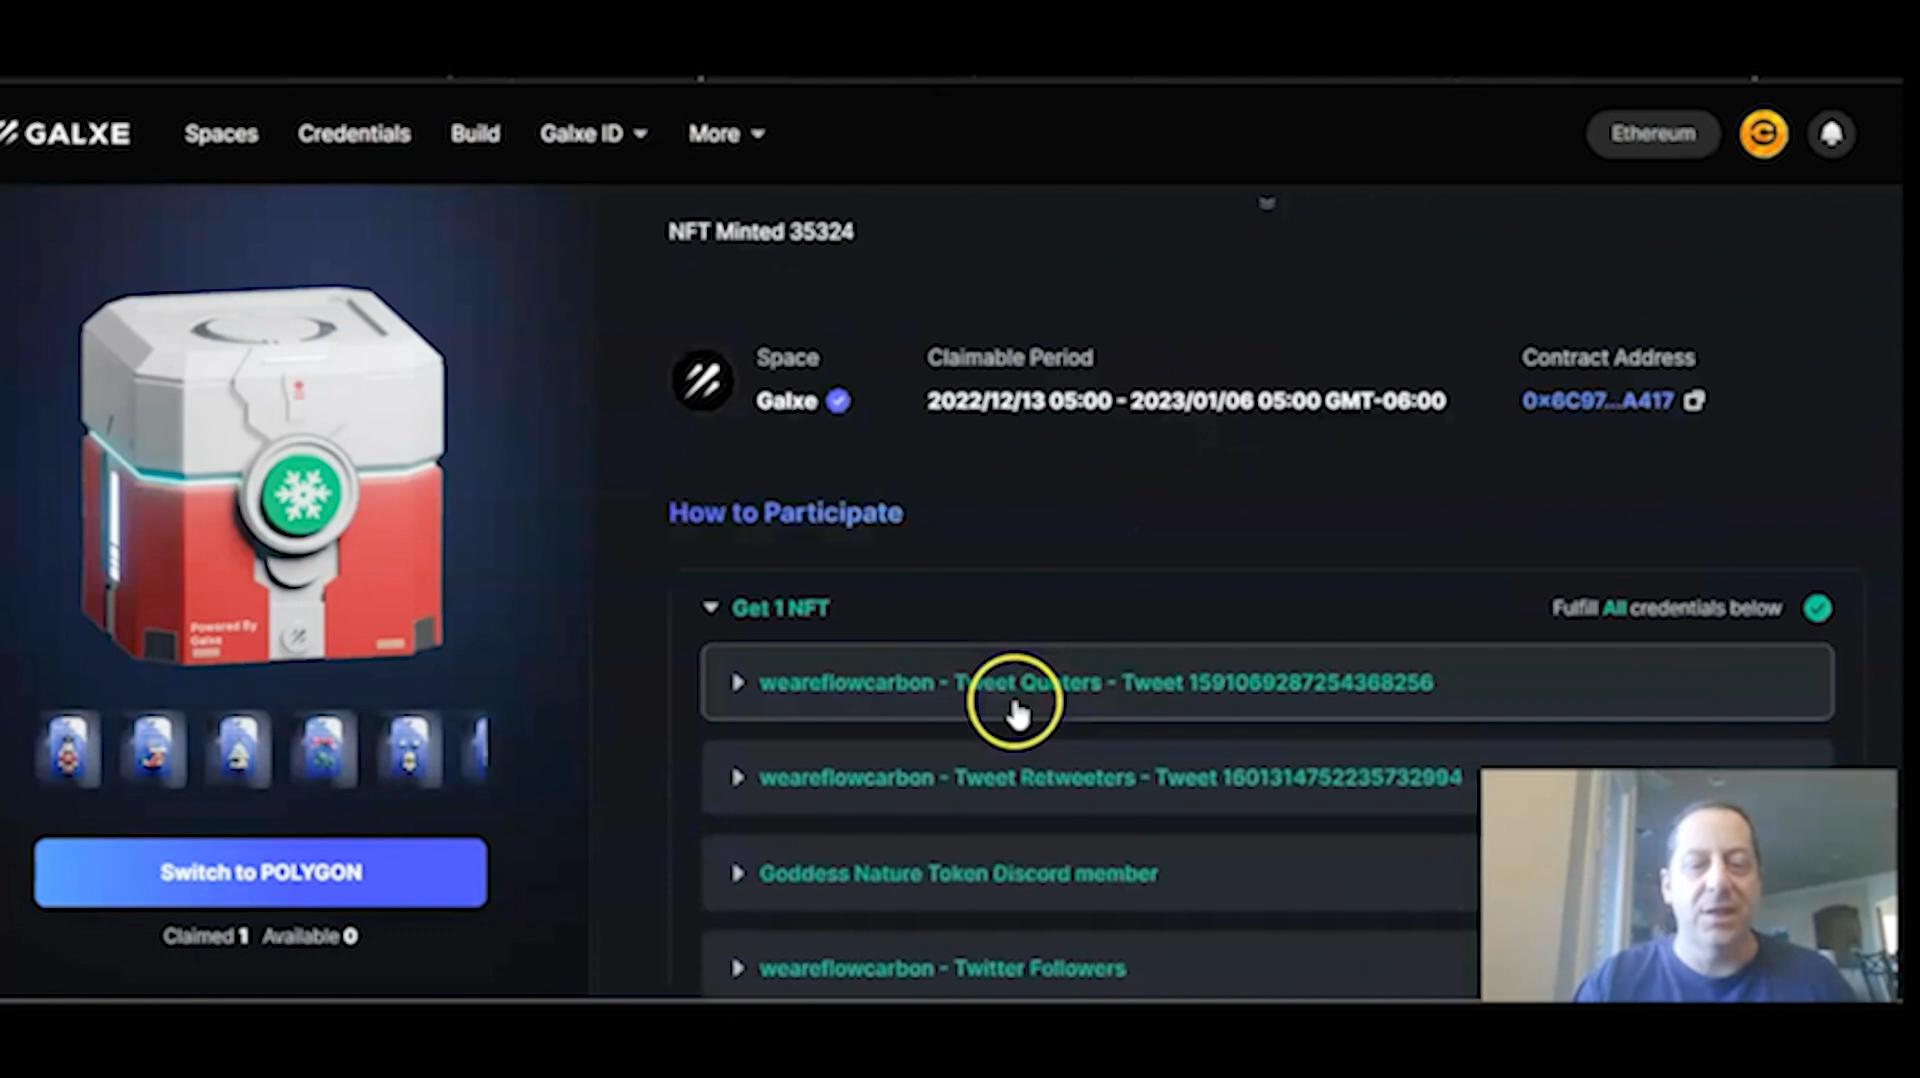 GALXE Spaces Credentials Build Galxe ID More Ethereum
NFT Minted 35324
Space Claimable Period Contract Address
Galxe 2022/12/13 05:00 - 2023/01/06 05:00 GMT-06:00 0x6C97...A417
How to Participate
Get 1 NFT Fulfill All credentials below
Powered By
Galxe
weareflowcarbon - Tweet Quoters - Tweet 1591069287254368256
weareflowcarbon - Tweet Retweeters - Tweet 1601314752235732994
Switch to POLYGON
Goddess Nature Token Discord member
Claimed 1 Available 0
weareflowcarbon - Twitter Followers